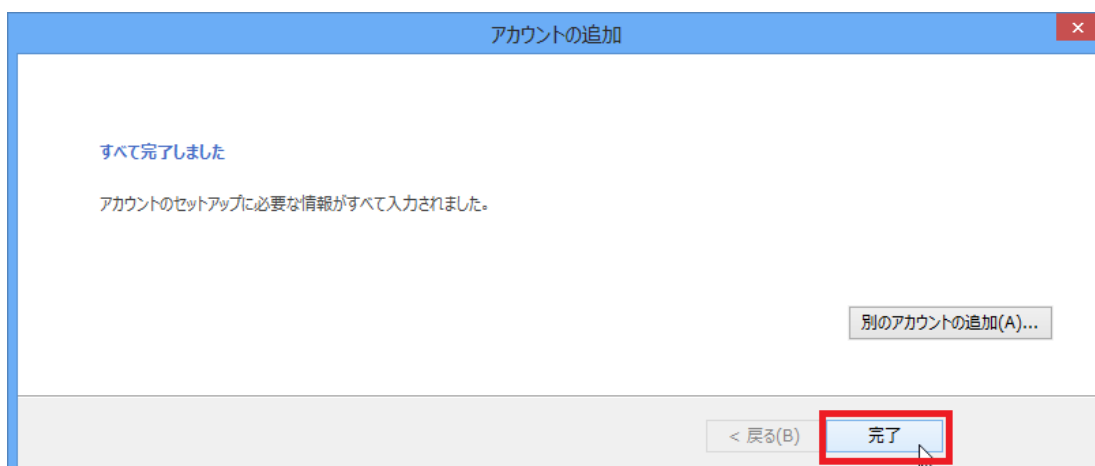 アカウントの追加
すべて完了しました
アカウントのセットアップに必要な情報がすべて入力されました。
別のアカウントの追加(A)...
< 戻る(B)
完了